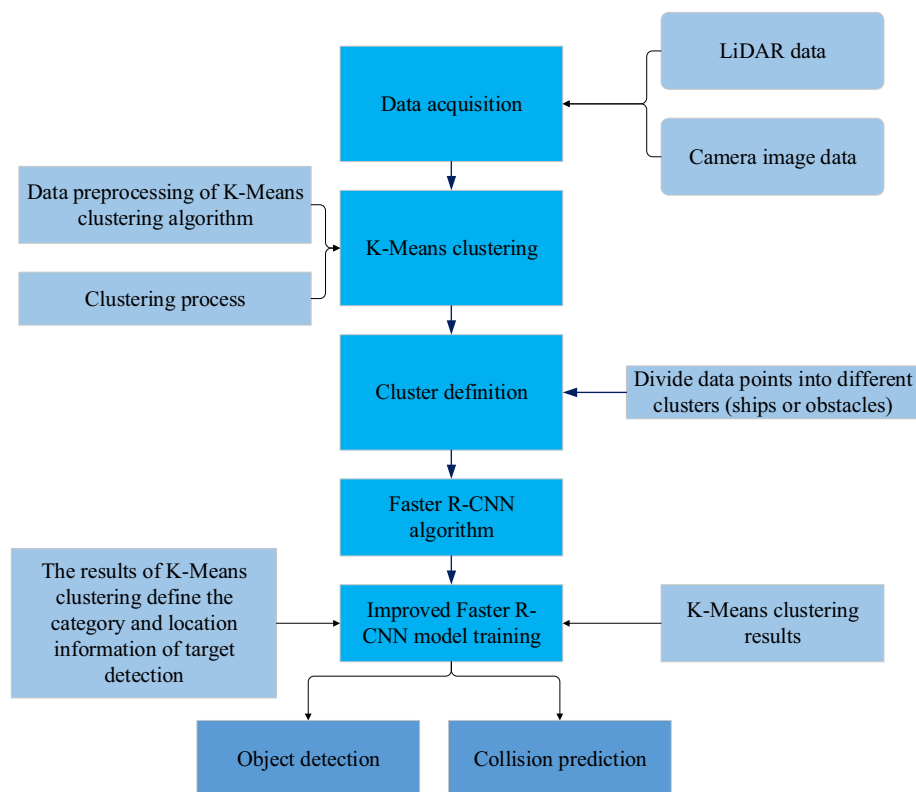 LiDAR data
Data acquisition
Camera image data
Data preprocessing of K-Means
clustering algorithm
K-Means clustering
Clustering process
Cluster definition
Divide data points into different
clusters (ships or obstacles)
Faster R-CNN
algorithm
The results of K-Means
clustering define the
category and location
information of target
detection
Improved Faster R-
CNN model training
K-Means clustering
results
Object detection
Collision prediction